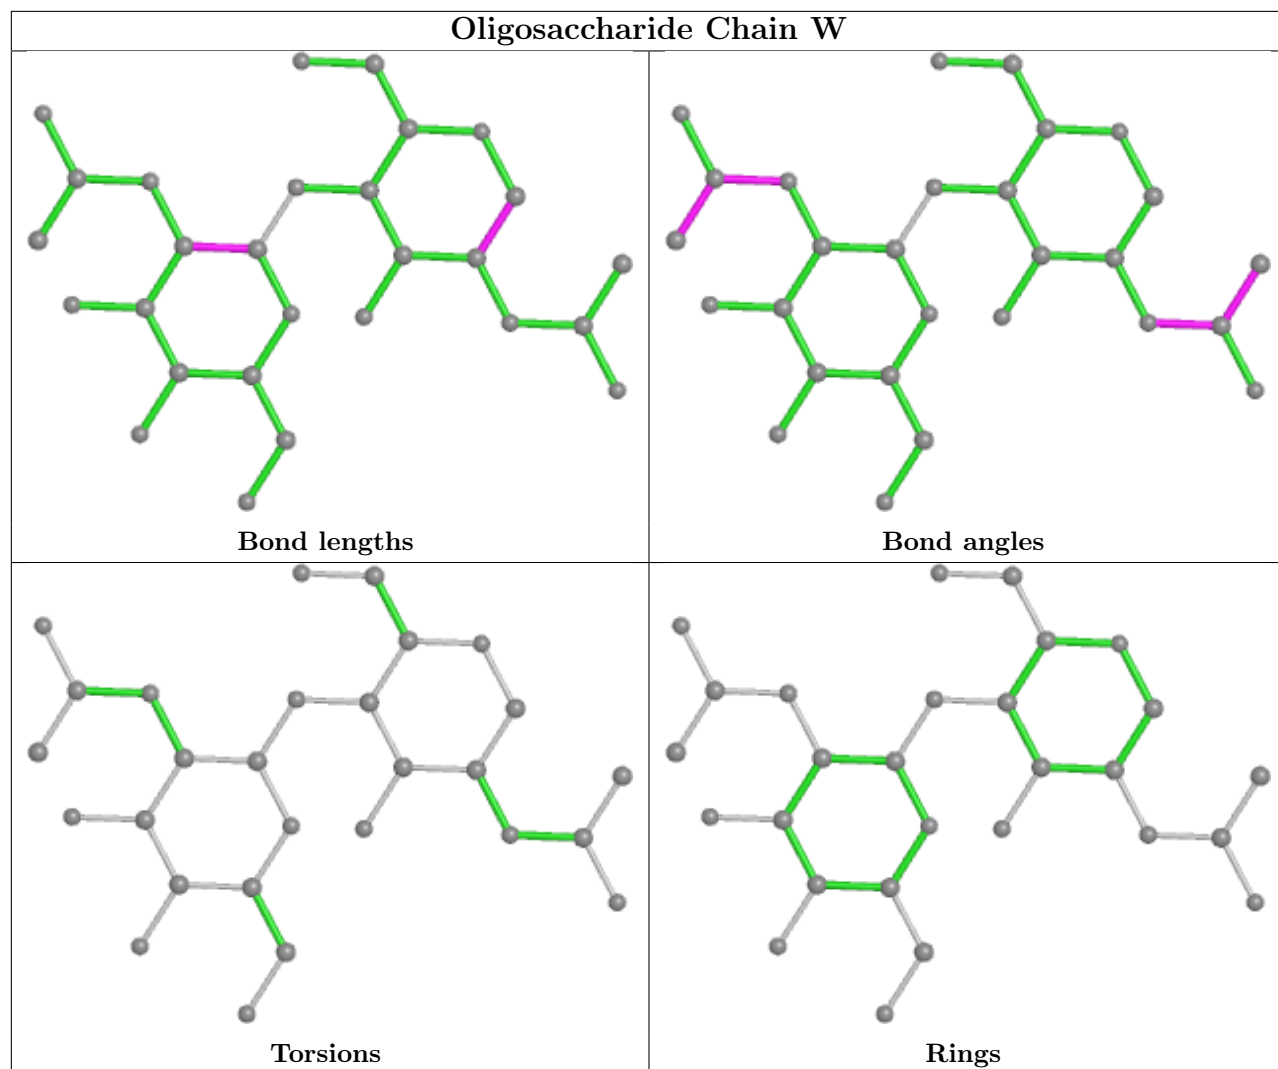 Oligosaccharide Chain W
Bond lengths
Bond angles
Torsions
Rings